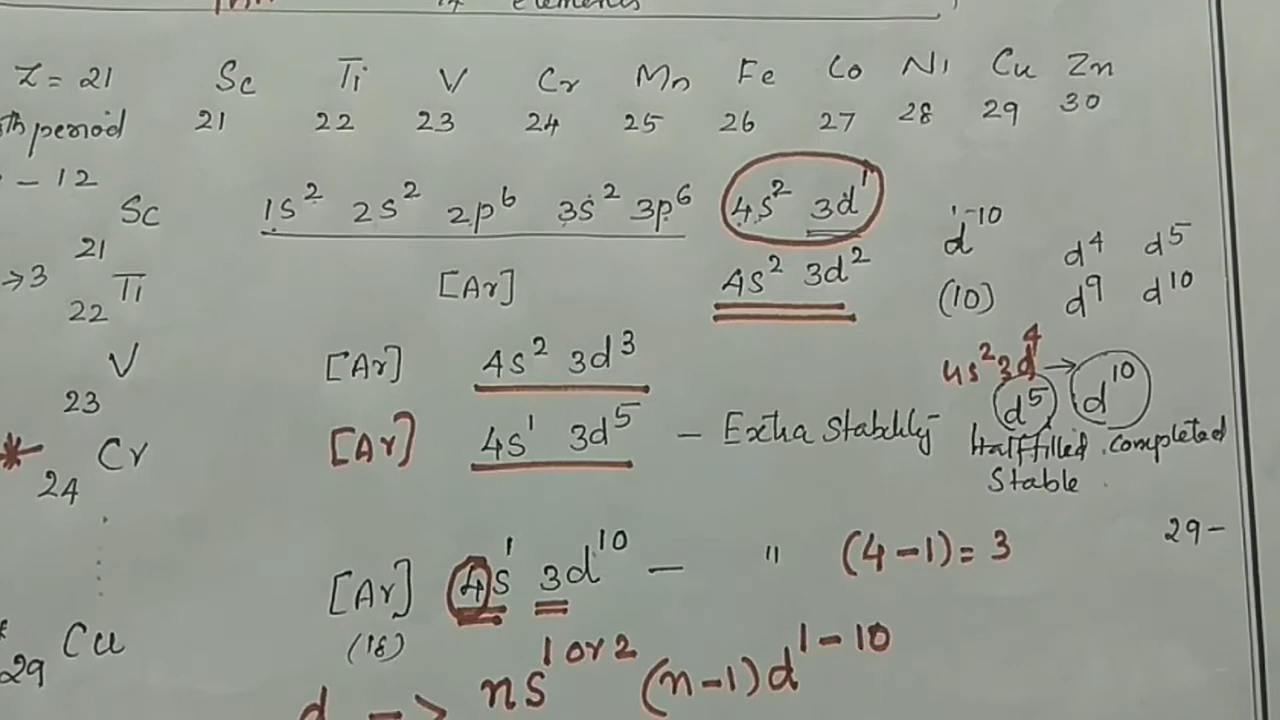 elements
Z = 21 Sc Ti V Cr Mn Fe Co Ni Cu Zn
th period 21 22 23 24 25 26 27 28 29 30
- 12
Sc 21 1s² 2s² 2p⁶ 3s² 3p⁶ 4s² 3d¹ d¹⁻¹⁰ d⁴ d⁵
→3 Ti 22 [Ar] 4s² 3d² (10) d⁹ d¹⁰
V 23 [Ar] 4s² 3d³ 4s² 3d⁴ → d¹⁰
d⁵
* Cr 24 [Ar] 4s¹ 3d⁵ - Extra Stability Halffilled completed
Stable
[Ar] 4s¹ 3d¹⁰ - " (4-1) = 3 29-
(18)
Cu 29
d → ns¹ ᵒʳ ² (n-1)d¹⁻¹⁰